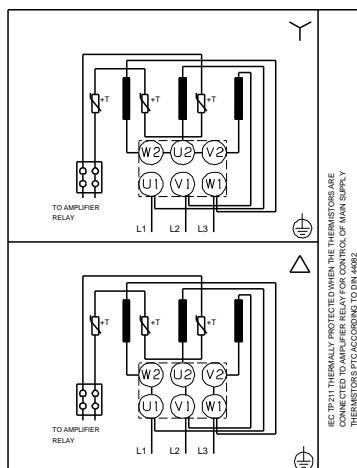 +T
+T
+T
W2 U2 V2
U1 V1 W1
TO AMPLIFIER
RELAY
L1 L2 L3
+T
+T
+T
W2 U2 V2
U1 V1 W1
TO AMPLIFIER
RELAY
L1 L2 L3
IEC TP211 THERMALLY PROTECTED WHEN THE THERMISTORS ARE
CONNECTED TO AMPLIFIER RELAY FOR CONTROL OF MAIN SUPPLY
THERMISTORS PTC ACCORDING TO DIN 44082